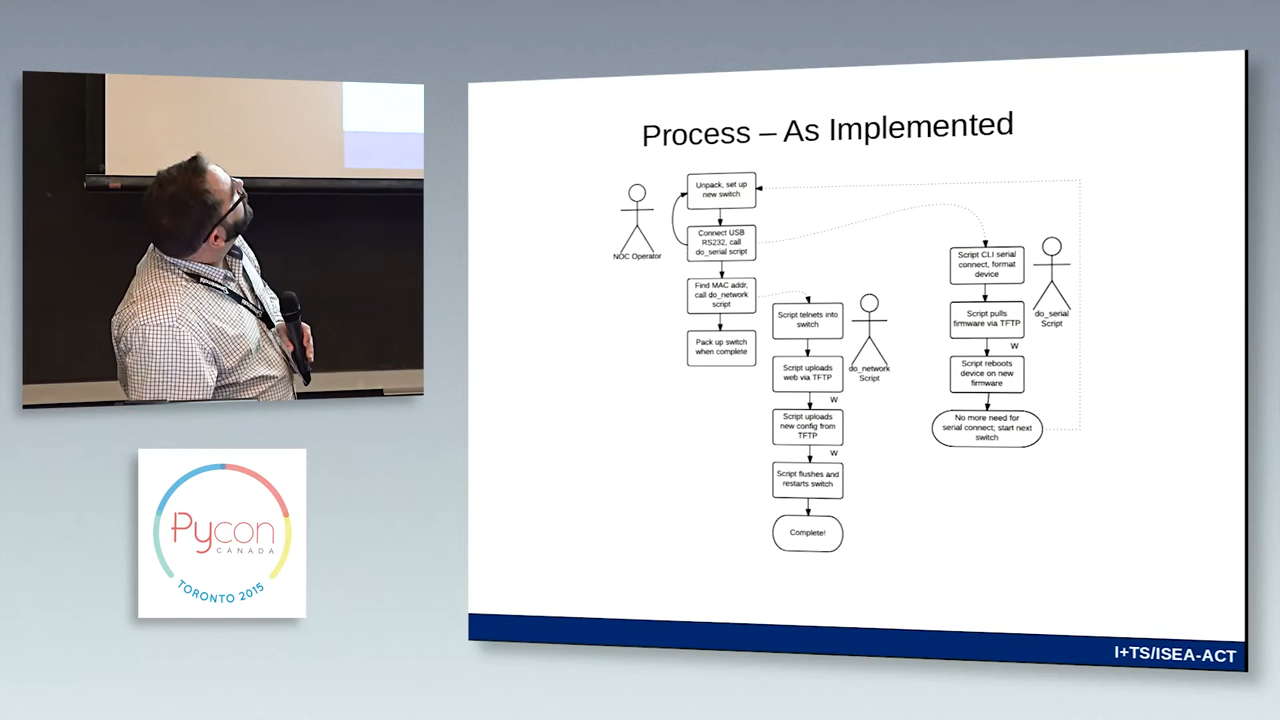 Process – As Implemented
Unpack, set up
new switch
NOC Operator
Connect USB
RS232, call
do_serial script
Find MAC addr,
call do_network
script
Pack up switch
when complete
Script telnets into
switch
Script uploads
web via TFTP
W
Script uploads
new config from
TFTP
W
Script flushes and
restarts switch
Complete!
do_network
Script
Script CLI serial
connect, format
device
Script pulls
firmware via TFTP
W
Script reboots
device on new
firmware
No more need for
serial connect; start next
switch
do_serial
Script
I+TS/ISEA-ACT
Pycon
CANADA
TORONTO 2015